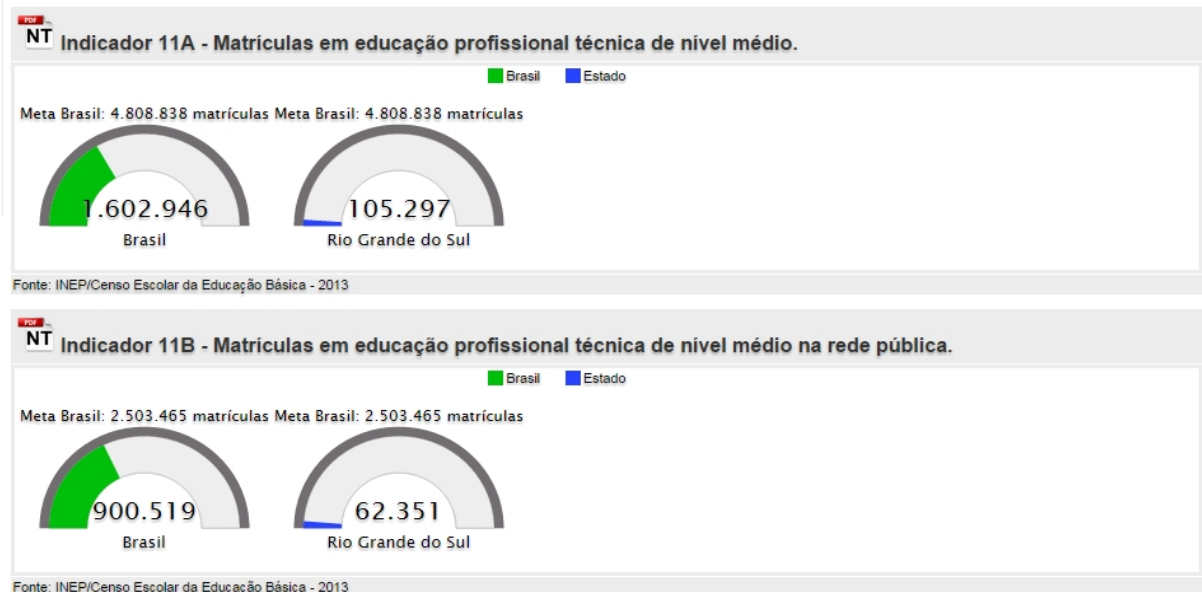 PDF
NT Indicador 11A - Matrículas em educação profissional técnica de nível médio.
Brasil Estado
Meta Brasil: 4.808.838 matrículas Meta Brasil: 4.808.838 matrículas
1.602.946 105.297
Brasil Rio Grande do Sul
Fonte: INEP/Censo Escolar da Educação Básica - 2013
PDF
NT Indicador 11B - Matrículas em educação profissional técnica de nível médio na rede pública.
Brasil Estado
Meta Brasil: 2.503.465 matrículas Meta Brasil: 2.503.465 matrículas
900.519 62.351
Brasil Rio Grande do Sul
Fonte: INEP/Censo Escolar da Educação Básica - 2013